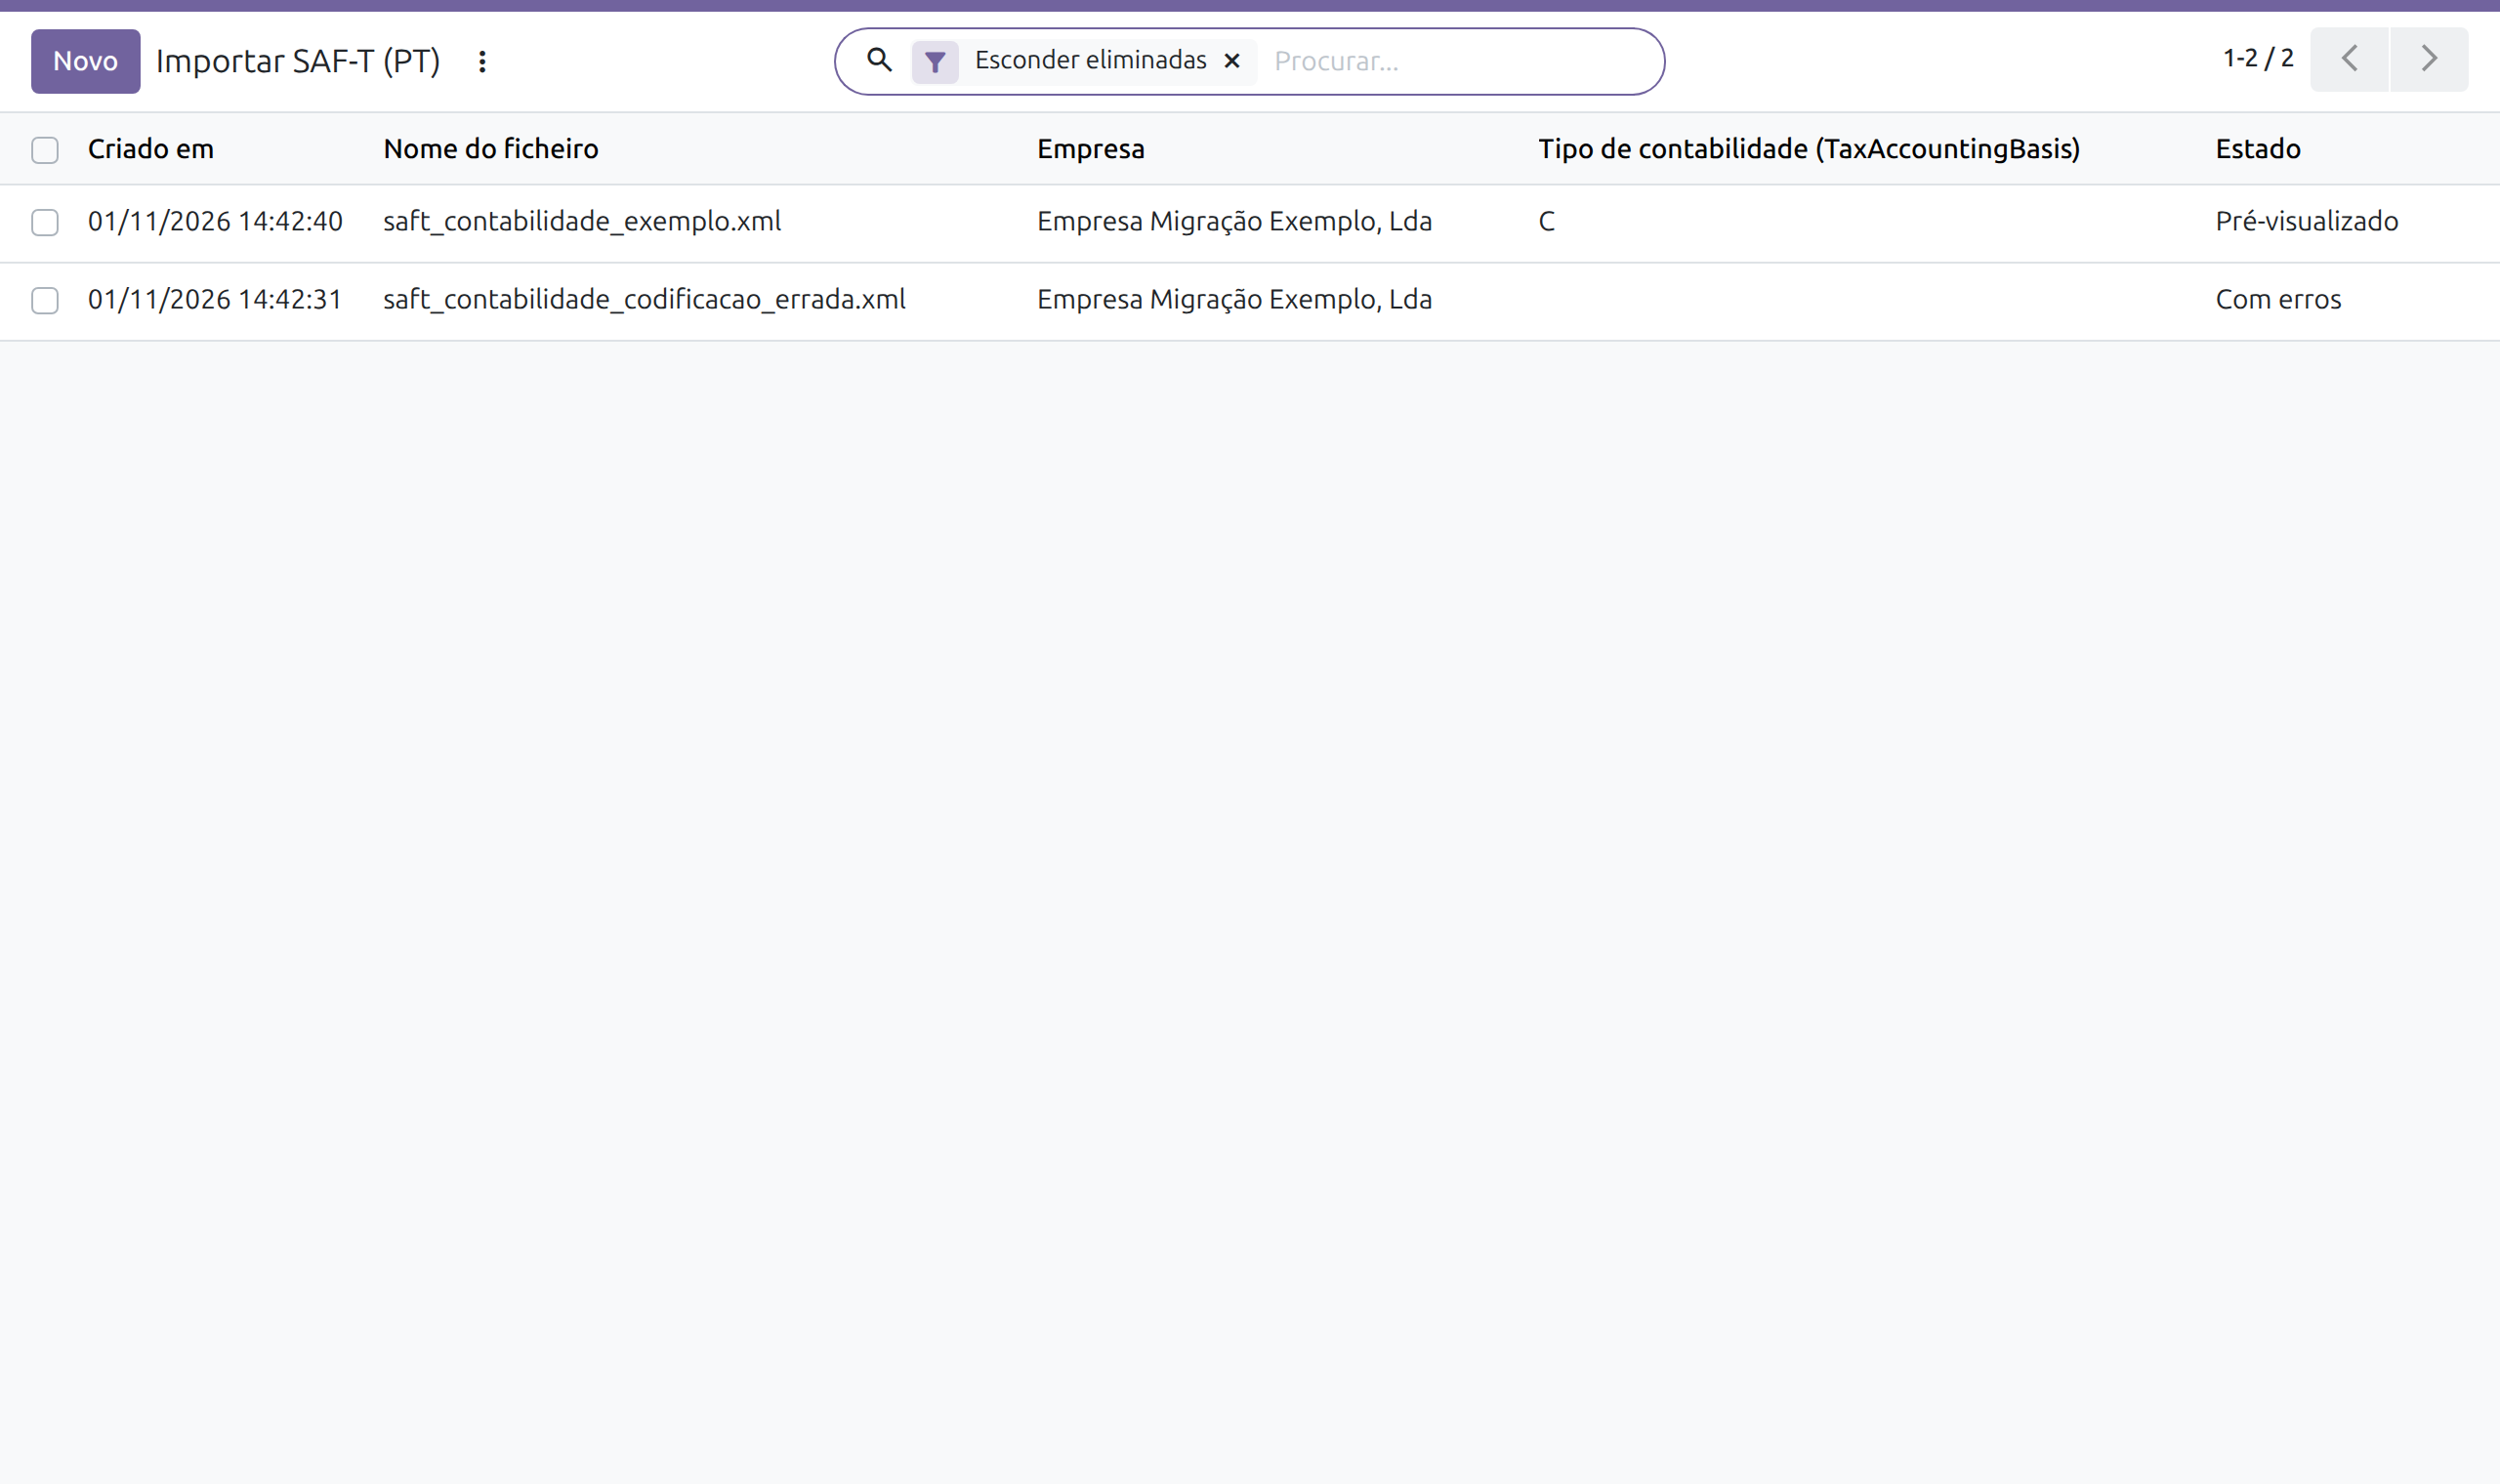 Novo Importar SAF-T (PT) Esconder eliminadas Procurar... 1-2 / 2
Criado em Nome do ficheiro Empresa Tipo de contabilidade (TaxAccountingBasis) Estado
01/11/2026 14:42:40 saft_contabilidade_exemplo.xml Empresa Migração Exemplo, Lda C Pré-visualizado
01/11/2026 14:42:31 saft_contabilidade_codificacao_errada.xml Empresa Migração Exemplo, Lda Com erros